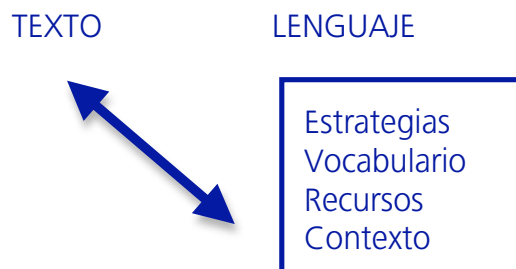 TEXTO LENGUAJE
Estrategias
Vocabulario
Recursos
Contexto